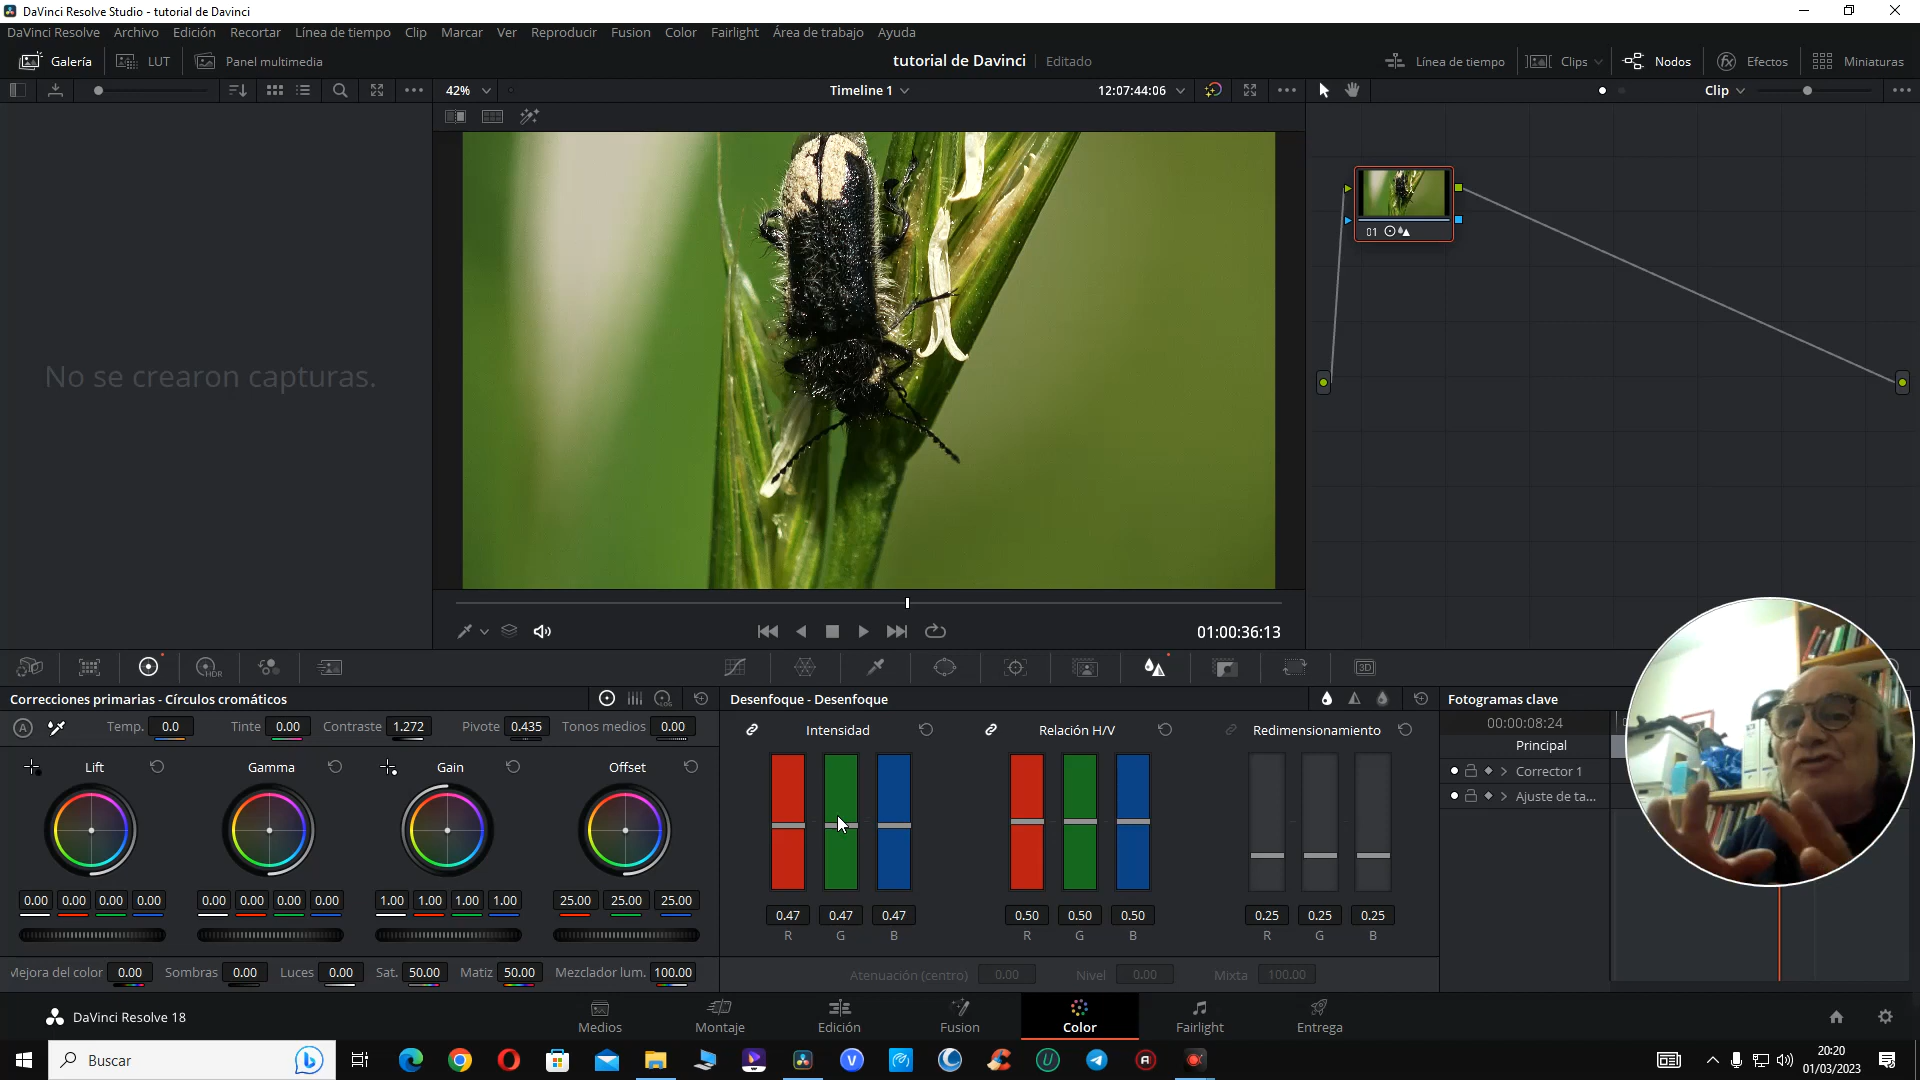 DaVinci Resolve Studio - tutorial de Davinci
DaVinci Resolve Archivo Edición Recortar Línea de tiempo Clip Marcar Ver Reproducir Fusion Color Fairlight Área de trabajo Ayuda
Galería LUT Panel multimedia tutorial de Davinci Editado Línea de tiempo Clips Nodos Efectos Miniaturas
42% Timeline 1 12:07:44:06 Clip
01
No se crearon capturas.
01:00:36:13
HDR LOG 3D
Correcciones primarias - Círculos cromáticos Desenfoque - Desenfoque Fotogramas clave
A Temp. 0.0 Tinte 0.00 Contraste 1.272 Pivote 0.435 Tonos medios 0.00 Intensidad Relación H/V Redimensionamiento 00:00:08:24
Principal
Lift Gamma Gain Offset Corrector 1
Ajuste de ta...
0.00 0.00 0.00 0.00 0.00 0.00 0.00 0.00 1.00 1.00 1.00 1.00 25.00 25.00 25.00
0.47 0.47 0.47 0.50 0.50 0.50 0.25 0.25 0.25
R G B R G B R G B
Mejora del color 0.00 Sombras 0.00 Luces 0.00 Sat. 50.00 Matiz 50.00 Mezclador lum. 100.00 Atenuación (centro) 0.00 Nivel 0.00 Mixta 100.00
DaVinci Resolve 18 Medios Montaje Edición Fusion Color Fairlight Entrega
Buscar
20:20
01/03/2023